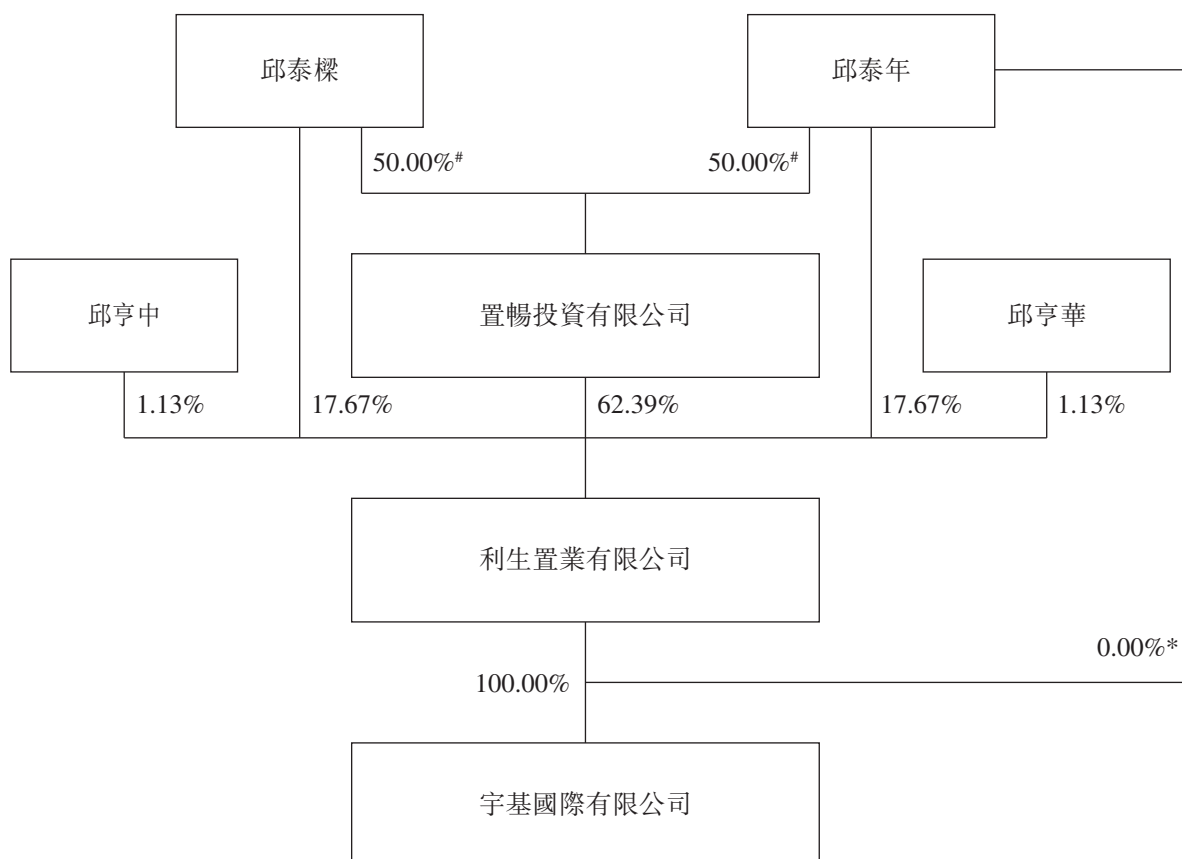 邱泰樑
邱泰年
50.00%#
50.00%#
邱亨中
置暢投資有限公司
邱亨華
1.13%
17.67%
62.39%
17.67%
1.13%
利生置業有限公司
0.00%*
100.00%
宇基國際有限公司